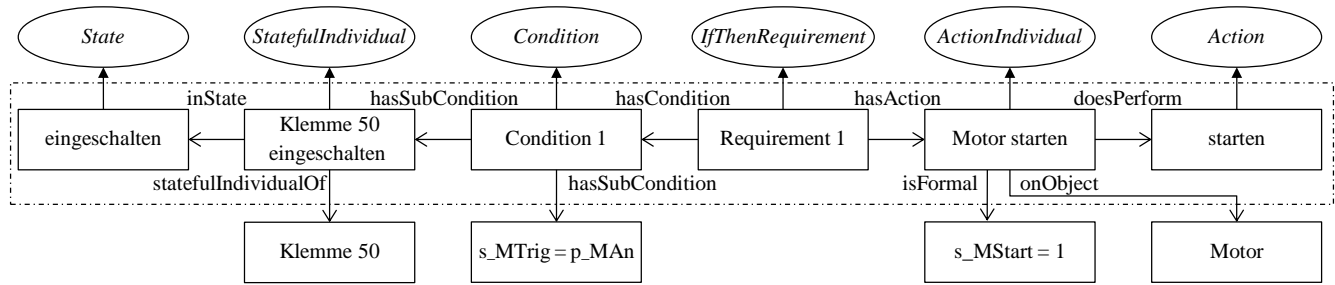 State
StatefulIndividual
Condition
IfThenRequirement
ActionIndividual
Action
inState
hasSubCondition
hasCondition
hasAction
doesPerform
eingeschalten
Klemme 50
eingeschalten
Condition 1
Requirement 1
Motor starten
starten
statefulIndividualOf
hasSubCondition
isFormal
onObject
Klemme 50
s_MTrig = p_MAn
s_MStart = 1
Motor